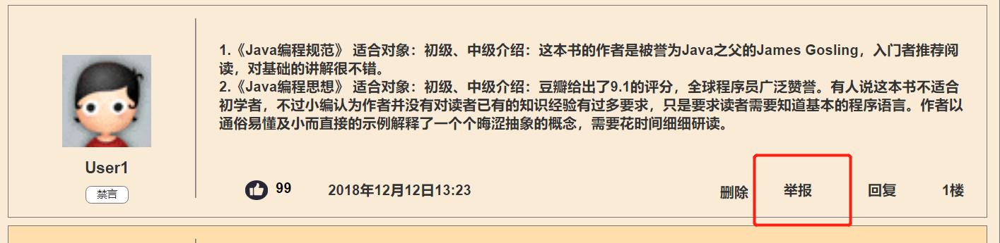 1.《Java编程规范》 适合对象：初级、中级介绍：这本书的作者是被誉为Java之父的James Gosling，入门者推荐阅
读，对基础的讲解很不错。
2.《Java编程思想》 适合对象：初级、中级介绍：豆瓣给出了9.1的评分，全球程序员广泛赞誉。有人说这本书不适合
初学者，不过小编认为作者并没有对读者已有的知识经验有过多要求，只是要求读者需要知道基本的程序语言。作者以
通俗易懂及小而直接的示例解释了一个个晦涩抽象的概念，需要花时间细细研读。
User1
禁言
99 2018年12月12日13:23 删除 举报 回复 1楼